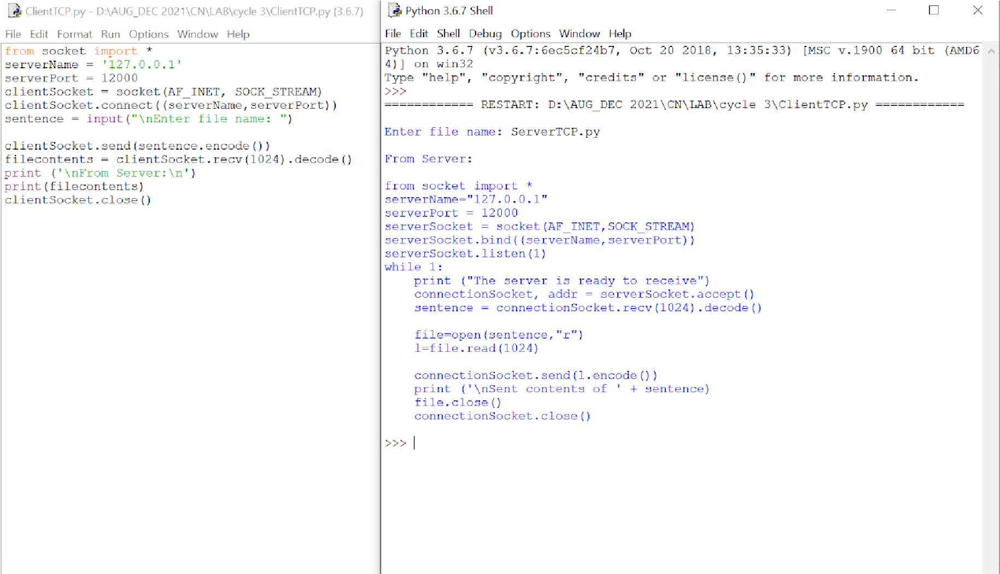 ClientTCP.py - D:\AUG_DEC 2021\CN\LAB\cycle 3\ClientTCP.py (3.6.7)
File Edit Format Run Options Window Help
from socket import *
serverName = '127.0.0.1'
serverPort = 12000
clientSocket = socket(AF_INET, SOCK_STREAM)
clientSocket.connect((serverName,serverPort))
sentence = input("\nEnter file name: ")

clientSocket.send(sentence.encode())
filecontents = clientSocket.recv(1024).decode()
print ('\nFrom Server:\n')
print(filecontents)
clientSocket.close()
Python 3.6.7 Shell
File Edit Shell Debug Options Window Help
Python 3.6.7 (v3.6.7:6ec5cf24b7, Oct 20 2018, 13:35:33) [MSC v.1900 64 bit (AMD6
4)] on win32
Type "help", "copyright", "credits" or "license()" for more information.
>>>
============ RESTART: D:\AUG_DEC 2021\CN\LAB\cycle 3\ClientTCP.py ============

Enter file name: ServerTCP.py

From Server:

from socket import *
serverName="127.0.0.1"
serverPort = 12000
serverSocket = socket(AF_INET,SOCK_STREAM)
serverSocket.bind((serverName,serverPort))
serverSocket.listen(1)
while 1:
    print ("The server is ready to receive")
    connectionSocket, addr = serverSocket.accept()
    sentence = connectionSocket.recv(1024).decode()

    file=open(sentence,"r")
    l=file.read(1024)

    connectionSocket.send(l.encode())
    print ('\nSent contents of ' + sentence)
    file.close()
    connectionSocket.close()

>>>